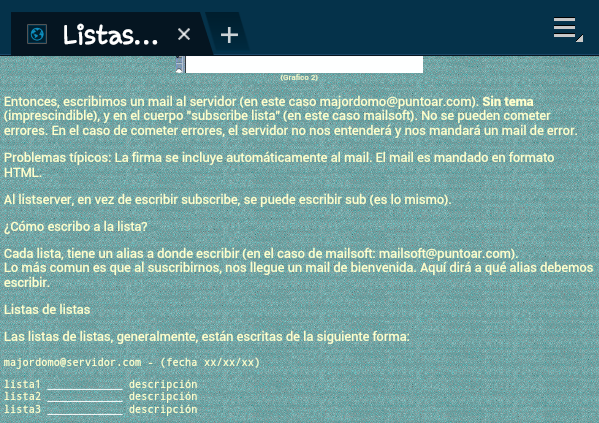 Listas...
(Grafico 2)
Entonces, escribimos un mail al servidor (en este caso majordomo@puntoar.com). Sin tema
(imprescindible), y en el cuerpo "subscribe lista" (en este caso mailsoft). No se pueden cometer
errores. En el caso de cometer errores, el servidor no nos entenderá y nos mandará un mail de error.
Problemas típicos: La firma se incluye automáticamente al mail. El mail es mandado en formato
HTML.
Al listserver, en vez de escribir subscribe, se puede escribir sub (es lo mismo).
¿Cómo escribo a la lista?
Cada lista, tiene un alias a donde escribir (en el caso de mailsoft: mailsoft@puntoar.com).
Lo más comun es que al suscribirnos, nos llegue un mail de bienvenida. Aquí dirá a qué alias debemos
escribir.
Listas de listas
Las listas de listas, generalmente, están escritas de la siguiente forma:
majordomo@servidor.com - (fecha xx/xx/xx)
lista1 ____________ descripción
lista2 ____________ descripción
lista3 ____________ descripción